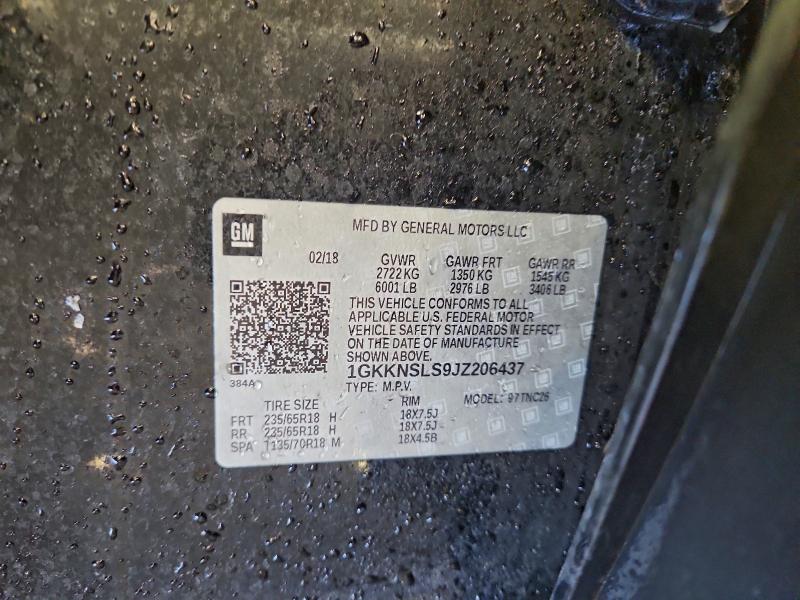 GM
MFD BY GENERAL MOTORS LLC
02/18 GVWR GAWR FRT GAWR RR
2722 KG 1350 KG 1545 KG
6001 LB 2976 LB 3406 LB
THIS VEHICLE CONFORMS TO ALL
APPLICABLE U.S. FEDERAL MOTOR
VEHICLE SAFETY STANDARDS IN EFFECT
ON THE DATE OF MANUFACTURE
SHOWN ABOVE.
384A 1GKKNSLS9JZ206437
TYPE: M.P.V. MODEL: 97TNC26
TIRE SIZE RIM
FRT 235/65R18 H 18X7.5J
RR 235/65R18 H 18X7.5J
SPA T135/70R18 M 18X4.5B